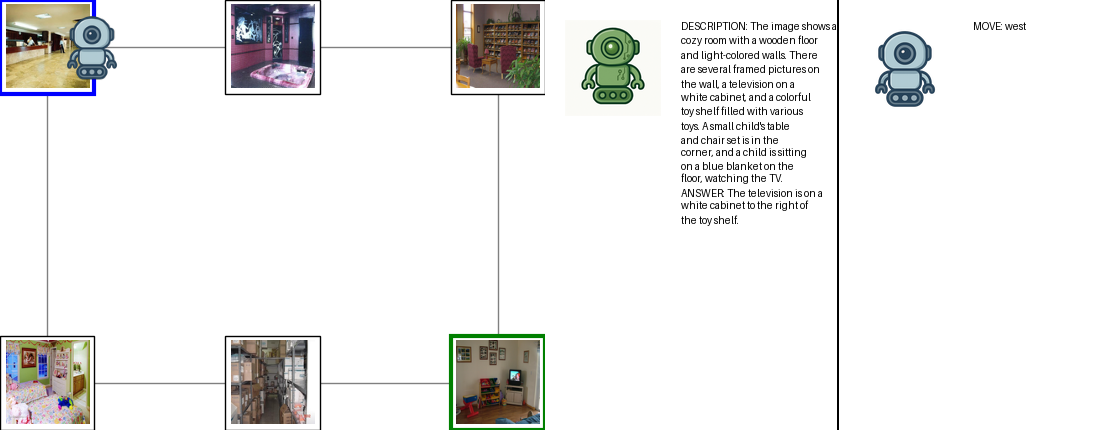 DESCRIPTION: The image shows a
cozy room with a wooden floor
and light-colored walls. There
are several framed pictures on
the wall, a television on a
white cabinet, and a colorful
toy shelf filled with various
toys. A small child's table
and chair set is in the
corner, and a child is sitting
on a blue blanket on the
floor, watching the TV.
ANSWER: The television is on a
white cabinet to the right of
the toy shelf.
MOVE: west